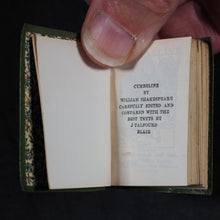 CYMBELINE
BY
WILLIAM SHAKESPEARE
CAREFULLY EDITED AND
COMPARED WITH THE
BEST TEXTS BY
J TALFOURD
BLAIR